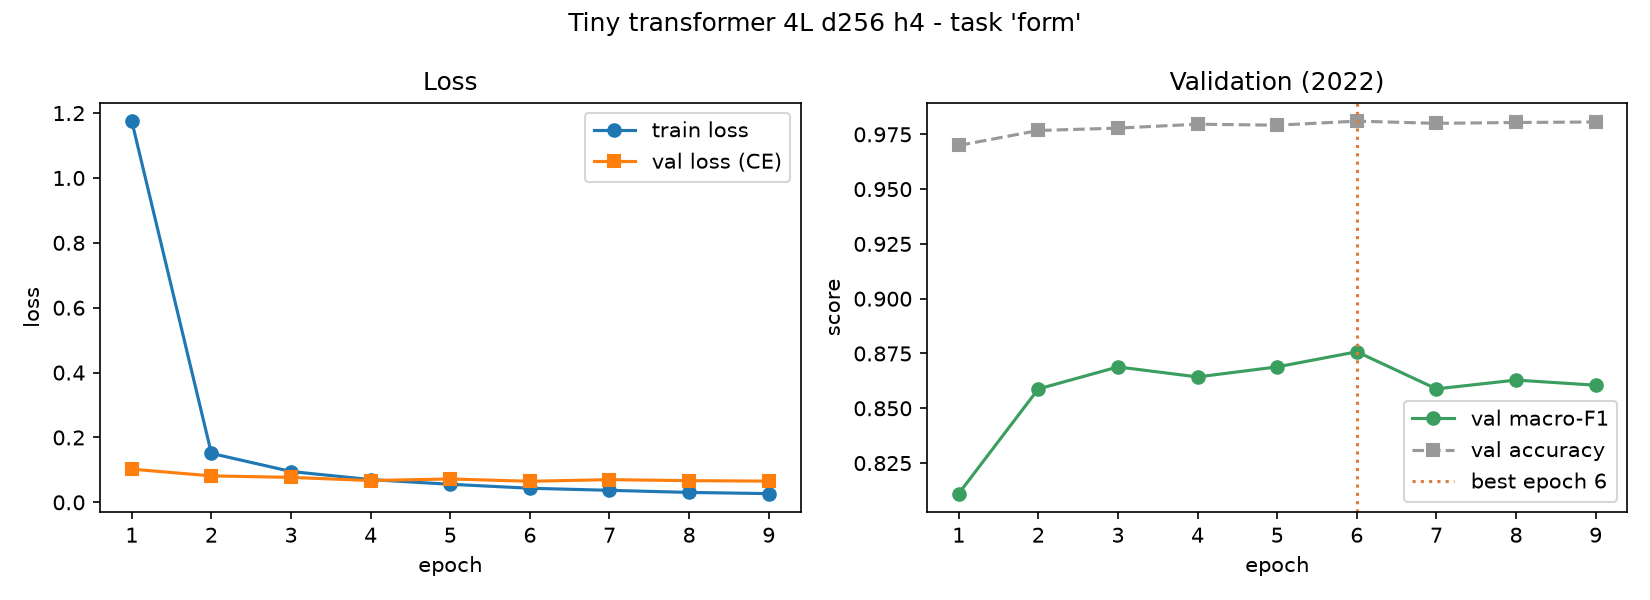 Tiny transformer 4L d256 h4 - task 'form'
Loss
1.2
1.0
0.8
0.6
0.4
0.2
0.0
loss
train loss
val loss (CE)
1 2 3 4 5 6 7 8 9
epoch
Validation (2022)
0.975
0.950
0.925
0.900
0.875
0.850
0.825
score
val macro-F1
val accuracy
best epoch 6
1 2 3 4 5 6 7 8 9
epoch